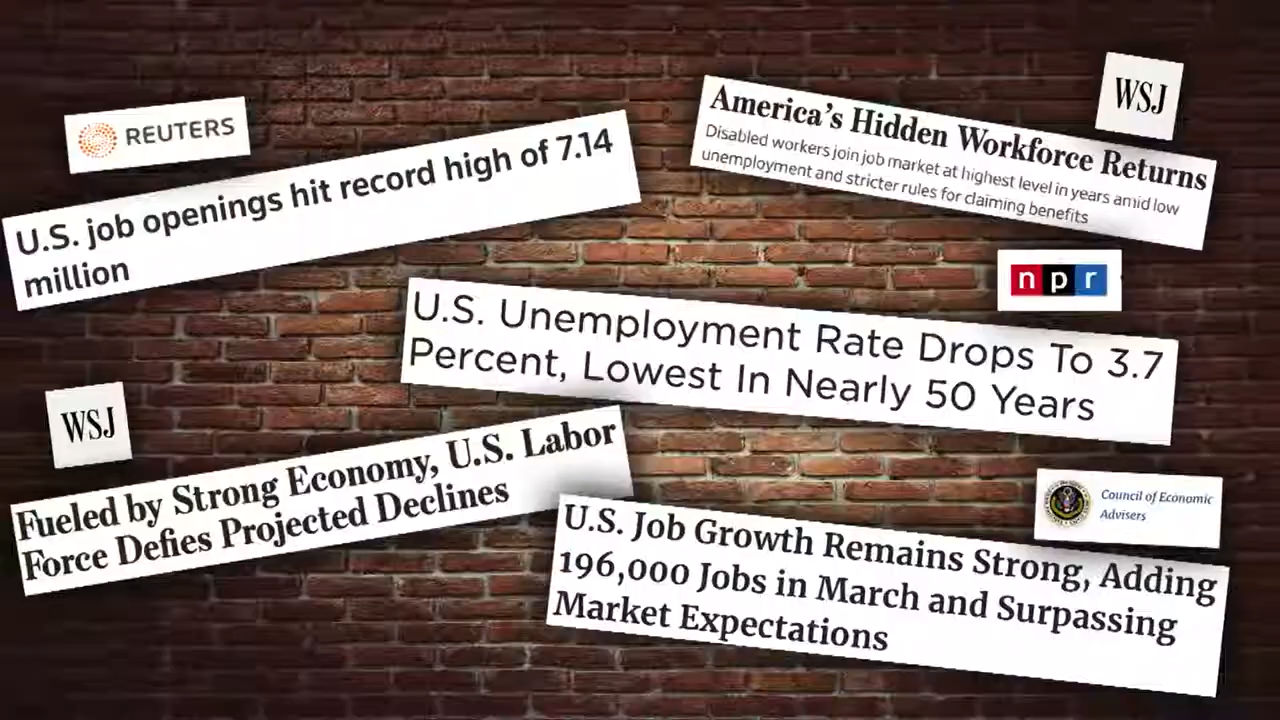 REUTERS
U.S. job openings hit record high of 7.14
million
WSJ
America's Hidden Workforce Returns
Disabled workers join job market at highest level in years amid low
unemployment and stricter rules for claiming benefits
npr
U.S. Unemployment Rate Drops To 3.7
Percent, Lowest In Nearly 50 Years
WSJ
Fueled by Strong Economy, U.S. Labor
Force Defies Projected Declines
Council of Economic
Advisers
U.S. Job Growth Remains Strong, Adding
196,000 Jobs in March and Surpassing
Market Expectations